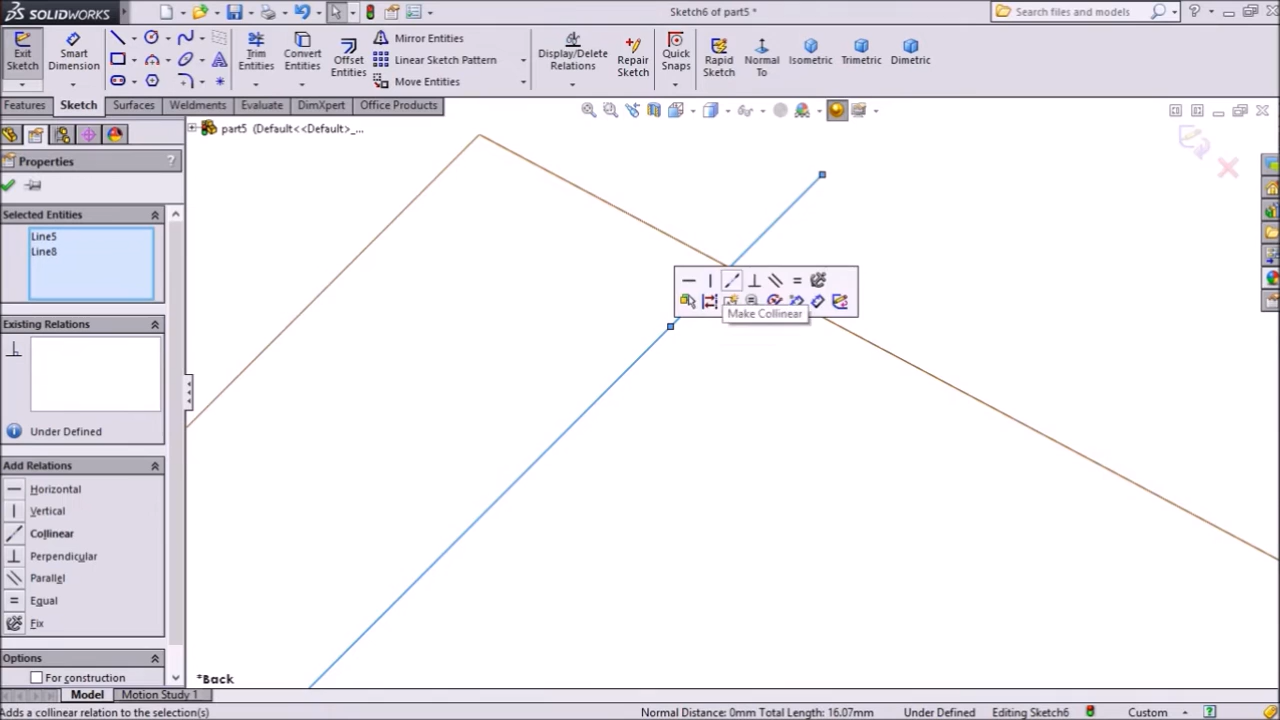 SOLIDWORKS
Sketch6 of part5 *
Search files and models
Exit Sketch
Smart Dimension
Trim Entities
Convert Entities
Offset Entities
Mirror Entities
Linear Sketch Pattern
Move Entities
Display/Delete Relations
Repair Sketch
Quick Snaps
Rapid Sketch
Normal To
Isometric
Trimetric
Dimetric
Features
Sketch
Surfaces
Weldments
Evaluate
DimXpert
Office Products
part5 (Default<<Default>_...
Properties
?
Selected Entities
Line5
Line8
Existing Relations
Under Defined
Add Relations
Horizontal
Vertical
Collinear
Perpendicular
Parallel
Equal
Fix
Options
For construction
Make Collinear
*Back
Model
Motion Study 1
Adds a collinear relation to the selection(s)
Normal Distance: 0mm Total Length: 16.07mm
Under Defined
Editing Sketch6
Custom